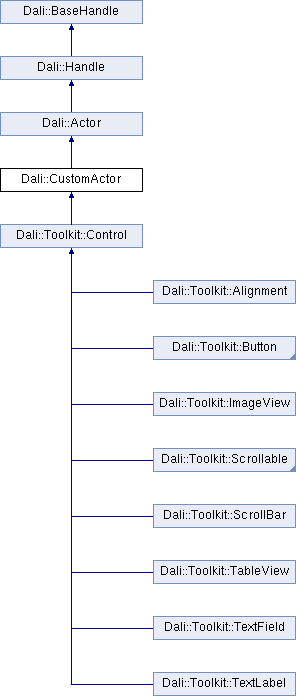 Dali::BaseHandle
Dali::Handle
Dali::Actor
Dali::CustomActor
Dali::Toolkit::Control
Dali::Toolkit::Alignment
Dali::Toolkit::Button
Dali::Toolkit::ImageView
Dali::Toolkit::Scrollable
Dali::Toolkit::ScrollBar
Dali::Toolkit::TableView
Dali::Toolkit::TextField
Dali::Toolkit::TextLabel